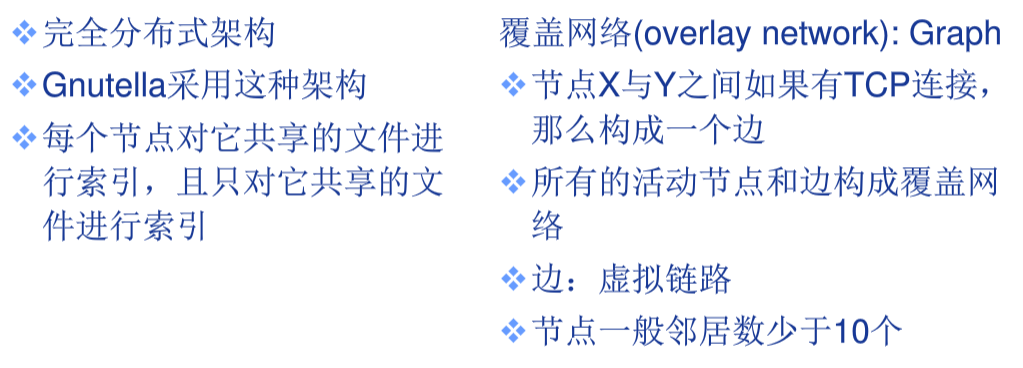 ❖完全分布式架构
❖Gnutella采用这种架构
❖每个节点对它共享的文件进
行索引，且只对它共享的文
件进行索引
覆盖网络(overlay network): Graph
❖节点X与Y之间如果有TCP连接，
那么构成一个边
❖所有的活动节点和边构成覆盖网
络
❖边：虚拟链路
❖节点一般邻居数少于10个